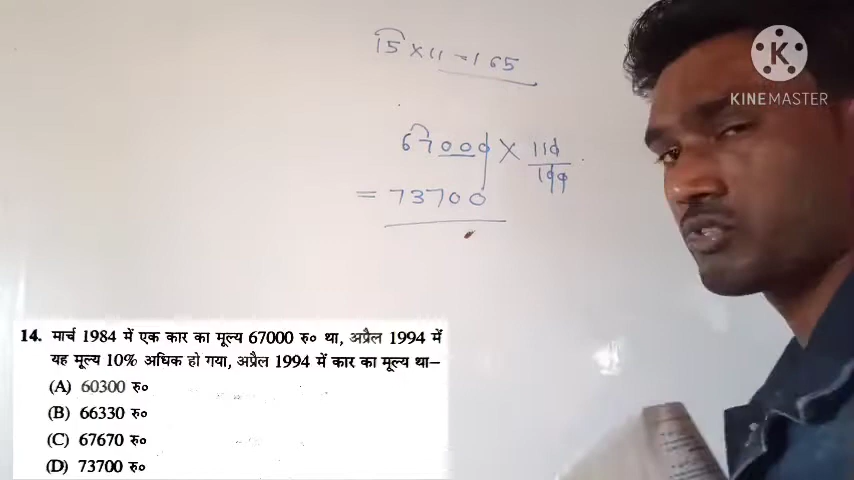 15 × 11 = 165
67000 × 110/100
= 73700
KINEMASTER
14. मार्च 1984 में एक कार का मूल्य 67000 रु० था, अप्रैल 1994 में
यह मूल्य 10% अधिक हो गया, अप्रैल 1994 में कार का मूल्य था–
(A) 60300 रु०
(B) 66330 रु०
(C) 67670 रु०
(D) 73700 रु०